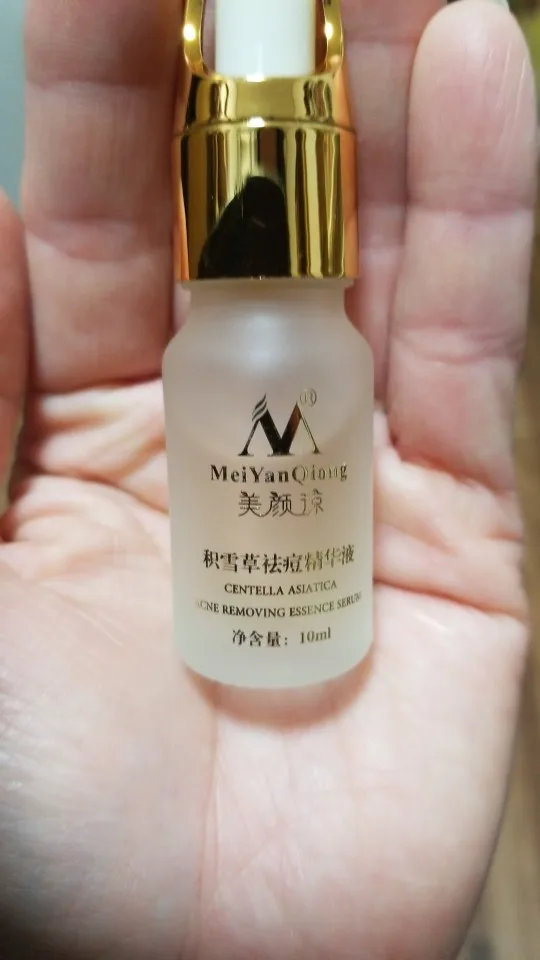 ®
MeiYanQiong
美颜琼
积雪草祛痘精华液
CENTELLA ASIATICA
ACNE REMOVING ESSENCE SERUM
净含量：10ml